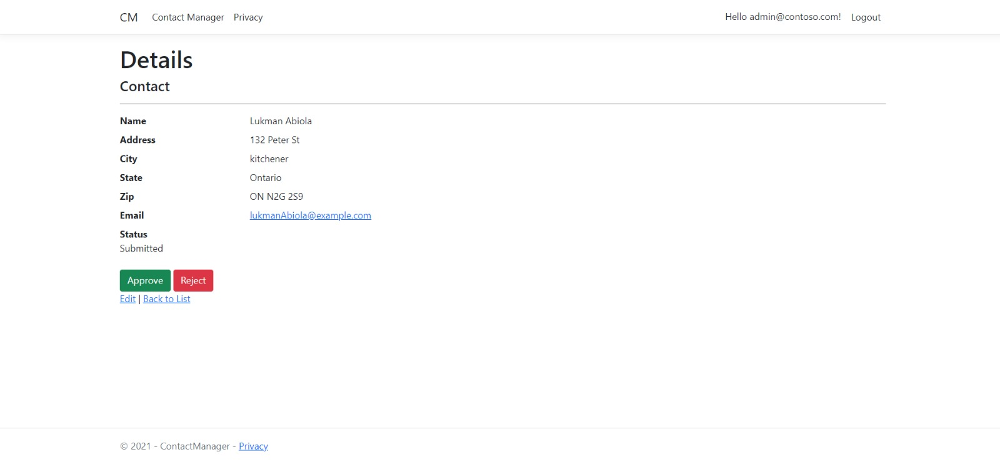 CM Contact Manager Privacy Hello admin@contoso.com! Logout
Details
Contact
Name Lukman Abiola
Address 132 Peter St
City kitchener
State Ontario
Zip ON N2G 2S9
Email lukmanAbiola@example.com
Status
Submitted
Approve Reject
Edit | Back to List
© 2021 - ContactManager - Privacy